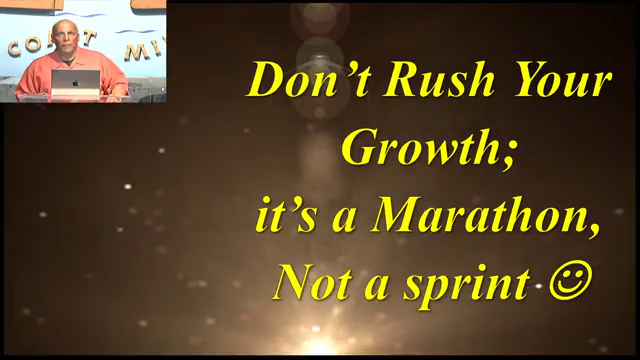 Don't Rush Your
Growth;
it's a Marathon,
Not a sprint ☺